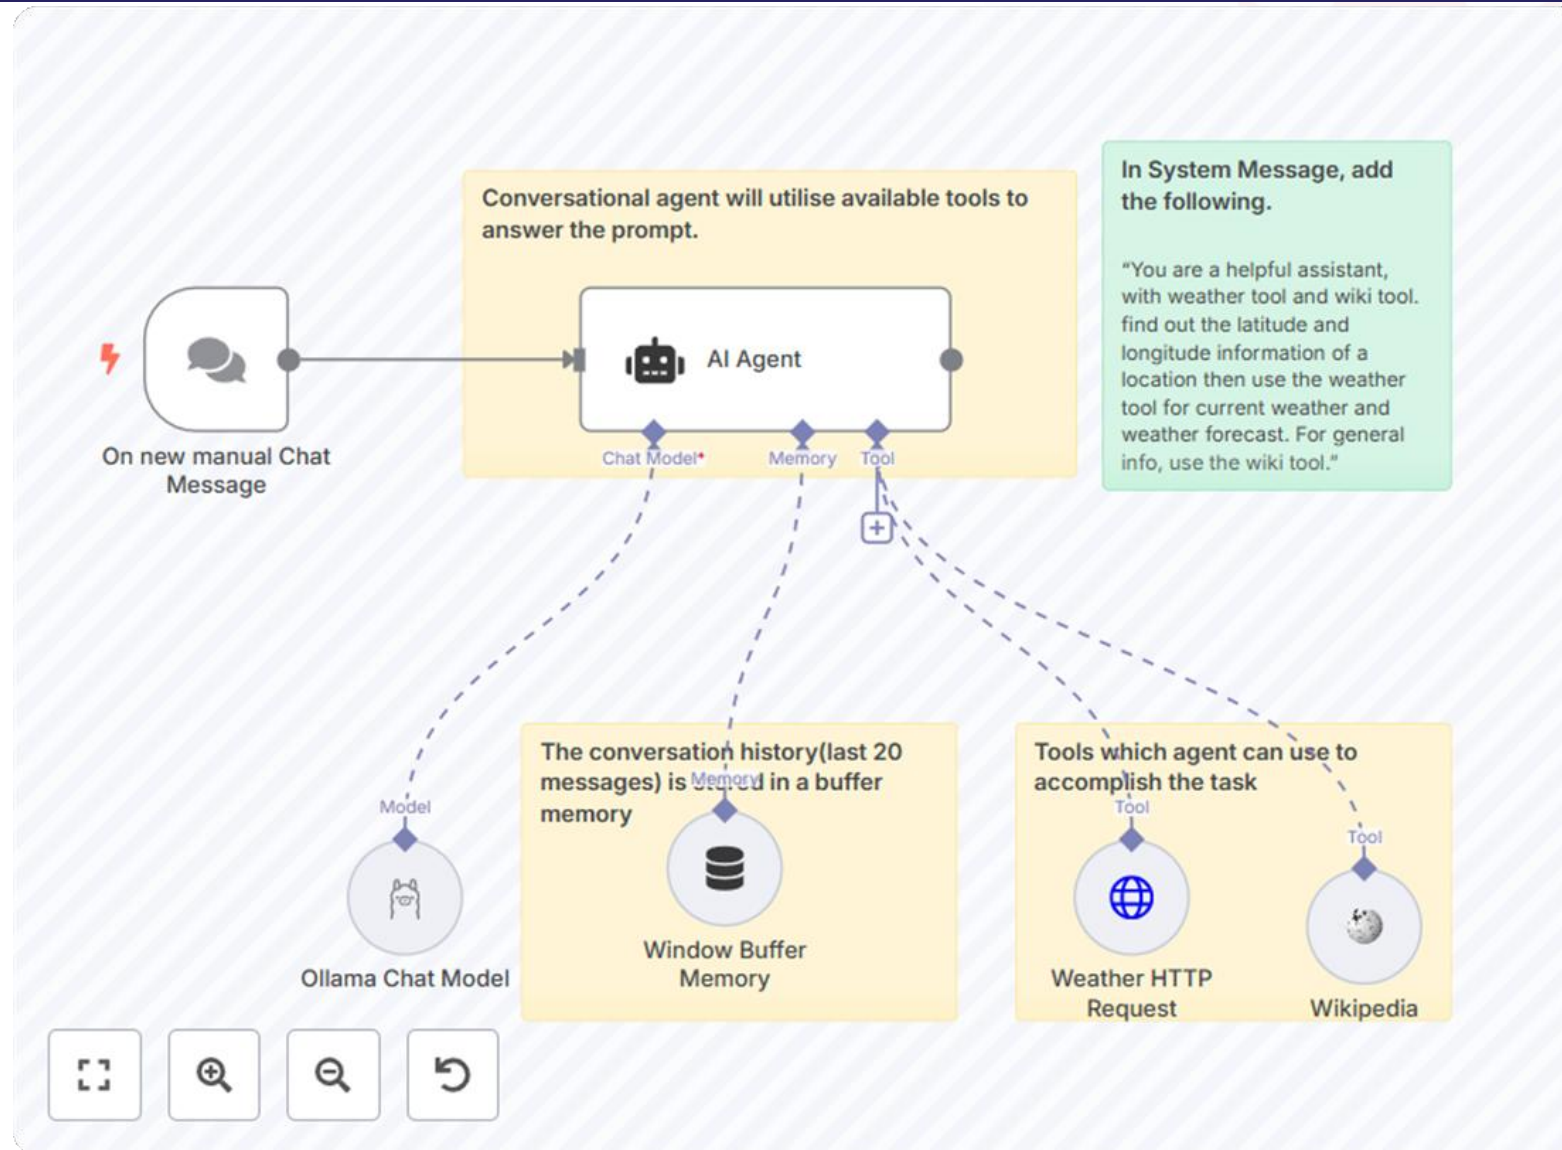 Conversational agent will utilise available tools to
answer the prompt.
In System Message, add
the following.
“You are a helpful assistant,
with weather tool and wiki tool.
find out the latitude and
longitude information of a
location then use the weather
tool for current weather and
weather forecast. For general
info, use the wiki tool.”
AI Agent
On new manual Chat
Message
Chat Model*
Memory
Tool
The conversation history(last 20
messages) is stored in a buffer
memory
Memory
Tools which agent can use to
accomplish the task
Model
Tool
Tool
Ollama Chat Model
Window Buffer
Memory
Weather HTTP
Request
Wikipedia